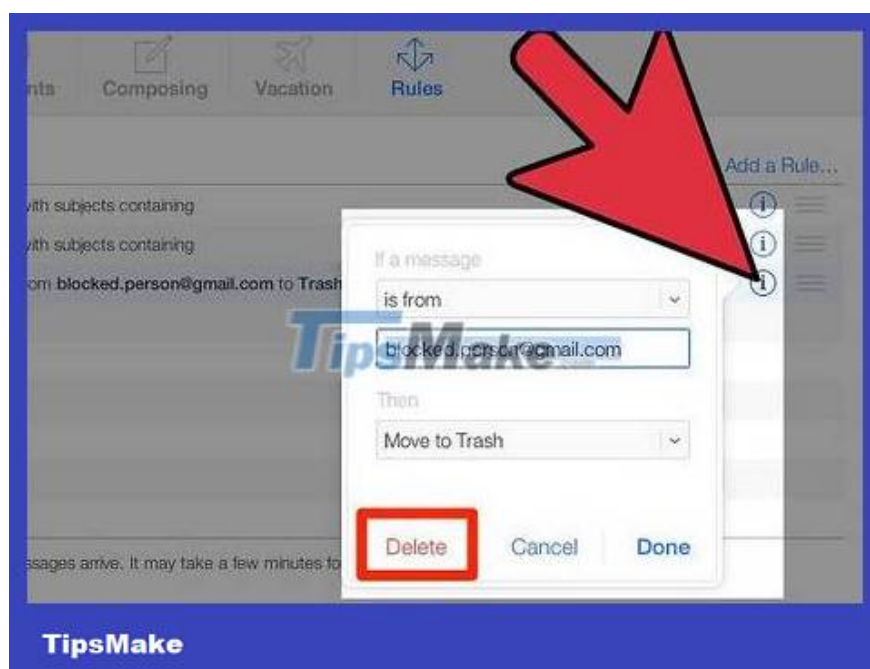 nts Composing Vacation Rules
Add a Rule...
with subjects containing
with subjects containing
om blocked.person@gmail.com to Trash
If a message
is from
blocked.person@gmail.com
TipsMake
Then
Move to Trash
Delete Cancel Done
ssages arrive. It may take a few minutes fo
TipsMake